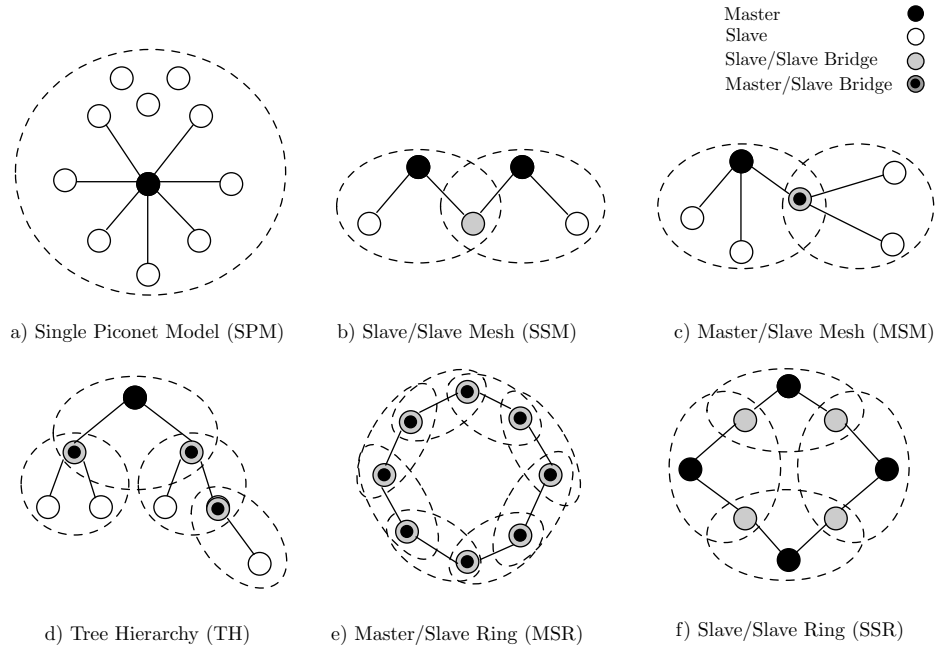 Master
Slave
Slave/Slave Bridge
Master/Slave Bridge
a) Single Piconet Model (SPM)
b) Slave/Slave Mesh (SSM)
c) Master/Slave Mesh (MSM)
d) Tree Hierarchy (TH)
e) Master/Slave Ring (MSR)
f) Slave/Slave Ring (SSR)